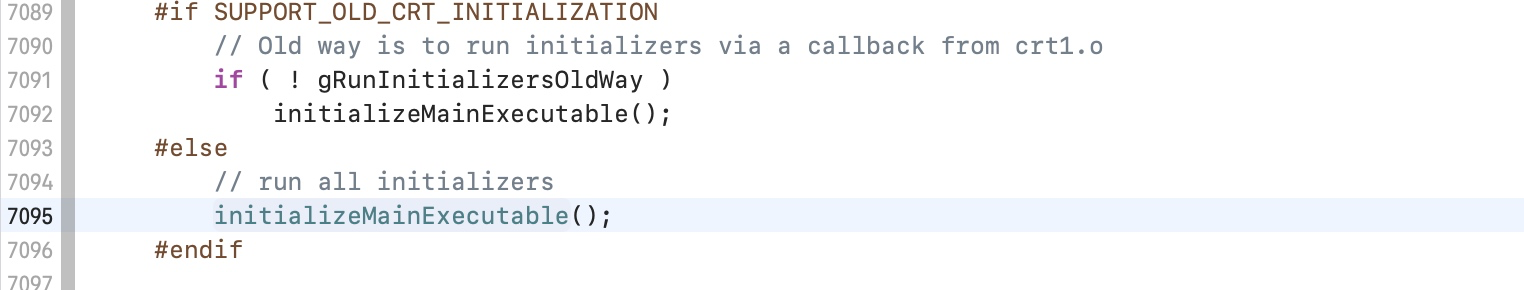 7089 #if SUPPORT_OLD_CRT_INITIALIZATION
7090 // Old way is to run initializers via a callback from crt1.o
7091 if ( ! gRunInitializersOldWay )
7092 initializeMainExecutable();
7093 #else
7094 // run all initializers
7095 initializeMainExecutable();
7096 #endif
7097